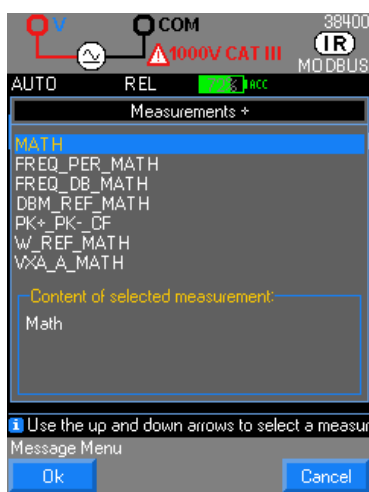 V COM 38400
1000V CAT III (IR)
MODBUS
AUTO REL ACC
Measurements +
MATH
FREQ_PER_MATH
FREQ_DB_MATH
DBM_REF_MATH
PK+_PK-_CF
W_REF_MATH
VXA_A_MATH
Content of selected measurement:
Math
i Use the up and down arrows to select a measur
Message Menu
Ok Cancel